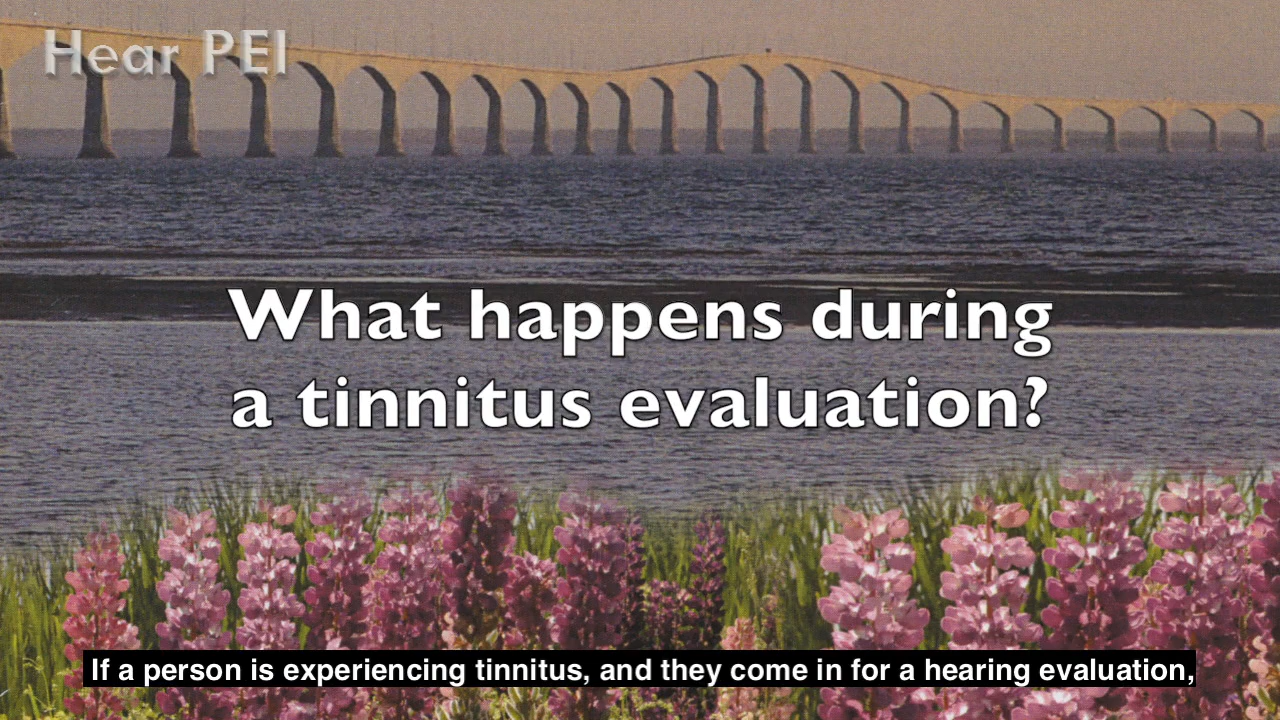 Hear PEI
What happens during
a tinnitus evaluation?
If a person is experiencing tinnitus, and they come in for a hearing evaluation,